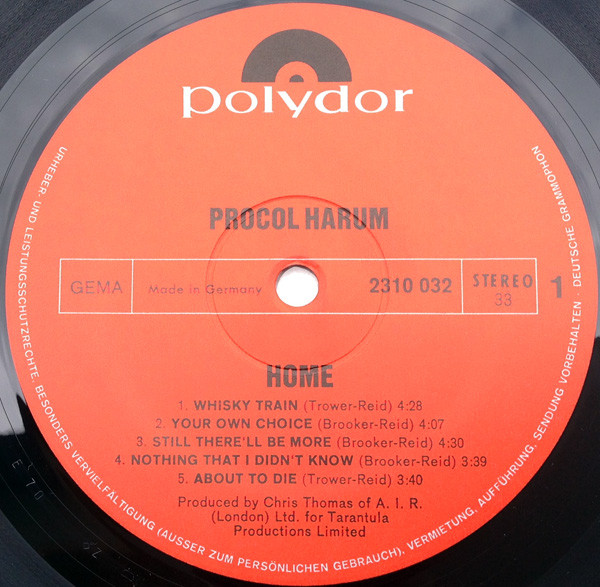 polydor
PROCOL HARUM
GEMA
Made in Germany
2310 032
STEREO
33
1
HOME
1. WHISKY TRAIN (Trower-Reid) 4:28
2. YOUR OWN CHOICE (Brooker-Reid) 4:07
3. STILL THERE'LL BE MORE (Brooker-Reid) 4:30
4. NOTHING THAT I DIDN'T KNOW (Brooker-Reid) 3:39
5. ABOUT TO DIE (Trower-Reid) 3:40
Produced by Chris Thomas of A. I. R.
(London) Ltd. for Tarantula
Productions Limited
URHEBER- UND LEISTUNGSSCHUTZRECHTE. BESONDERS VERVIELFÄLTIGUNG (AUSSER ZUM PERSÖNLICHEN GEBRAUCH), VERMIETUNG, AUFFÜHRUNG, SENDUNG VORBEHALTEN · DEUTSCHE GRAMMOPHON